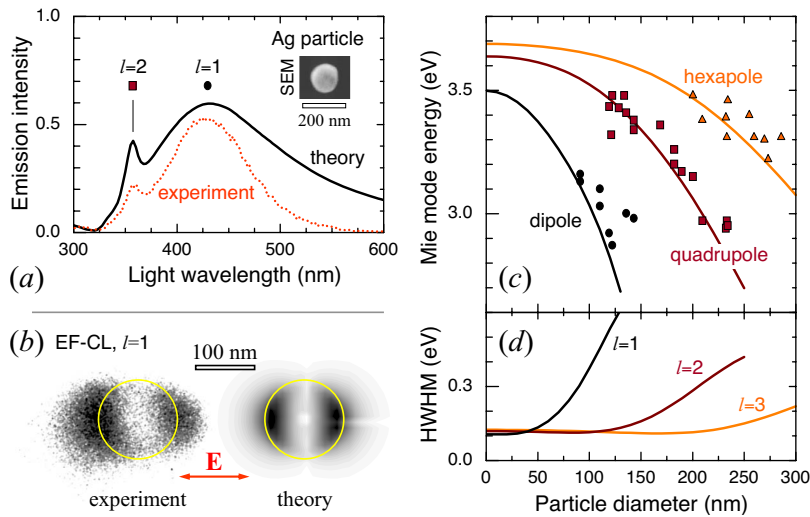 Emission intensity
1.0
0.5
0.0
l=2
l=1
Ag particle
SEM
200 nm
theory
experiment
300
400
500
600
(a)
Light wavelength (nm)
(b)
EF-CL, l=1
100 nm
E
experiment
theory
Mie mode energy (eV)
3.5
3.0
hexapole
dipole
quadrupole
(c)
HWHM (eV)
0.3
0.0
(d)
l=1
l=2
l=3
0
50
100
150
200
250
300
Particle diameter (nm)